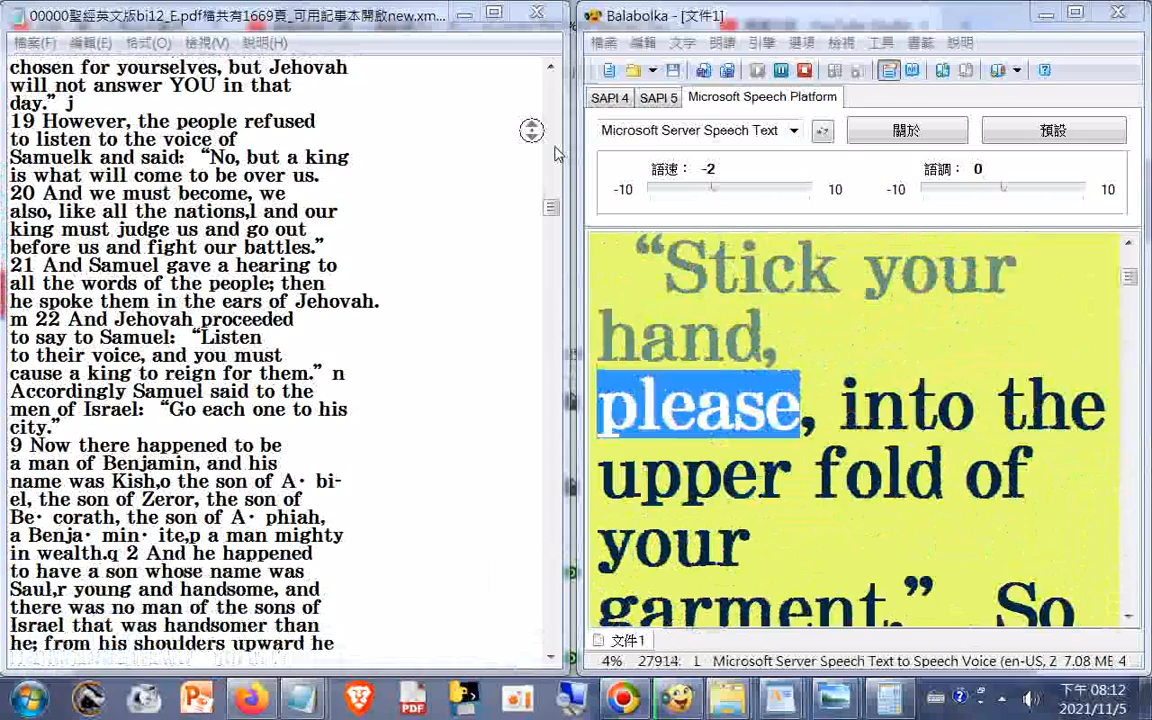 00000聖經英文版bi12_E.pdf檔共有1669頁_可用記事本開啟new.xm...
檔案(F) 編輯(E) 格式(O) 檢視(V) 說明(H)
chosen for yourselves, but Jehovah
will not answer YOU in that
day.” j
19 However, the people refused
to listen to the voice of
Samuelk and said: “No, but a king
is what will come to be over us.
20 And we must become, we
also, like all the nations,l and our
king must judge us and go out
before us and fight our battles.”
21 And Samuel gave a hearing to
all the words of the people; then
he spoke them in the ears of Jehovah.
m 22 And Jehovah proceeded
to say to Samuel: “Listen
to their voice, and you must
cause a king to reign for them.” n
Accordingly Samuel said to the
men of Israel: “Go each one to his
city.”
9 Now there happened to be
a man of Benjamin, and his
name was Kish,o the son of A· bi-
el, the son of Zeror, the son of
Be· corath, the son of A· phiah,
a Benja· min· ite,p a man mighty
in wealth.q 2 And he happened
to have a son whose name was
Saul,r young and handsome, and
there was no man of the sons of
Israel that was handsomer than
he; from his shoulders upward he
Balabolka - [文件1]
檔案 編輯 文字 朗讀 引擎 選項 檢視 工具 書籤 說明
SAPI 4 SAPI 5 Microsoft Speech Platform
Microsoft Server Speech Text 關於 預設
語速： -2 語調： 0
-10 10 -10 10
“Stick your
hand,
please, into the
upper fold of
your
garment.” So
文件1
4% 27914: L Microsoft Server Speech Text to Speech Voice (en-US, 2 7.08 ME 4
PDF
下午 08:12
2021/11/5